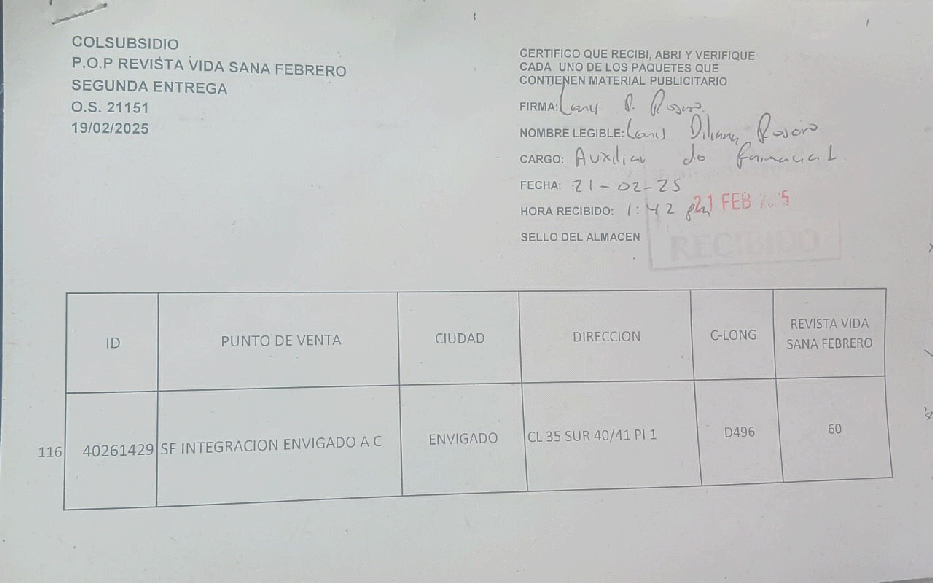 COLSUBSIDIO
P.O.P REVISTA VIDA SANA FEBRERO
SEGUNDA ENTREGA
O.S. 21151
19/02/2025
CERTIFICO QUE RECIBI, ABRI Y VERIFIQUE
CADA UNO DE LOS PAQUETES QUE
CONTIENEN MATERIAL PUBLICITARIO
FIRMA:
NOMBRE LEGIBLE:
CARGO: Auxiliar de
FECHA: 21-02-25
HORA RECIBIDO: 1:42 pm
21 FEB
SELLO DEL ALMACEN
RECIBIDO
ID PUNTO DE VENTA CIUDAD DIRECCION C-LONG REVISTA VIDA
SANA FEBRERO
116 40261429 SF INTEGRACION ENVIGADO A C ENVIGADO CL 35 SUR 40/41 PI 1 D496 60